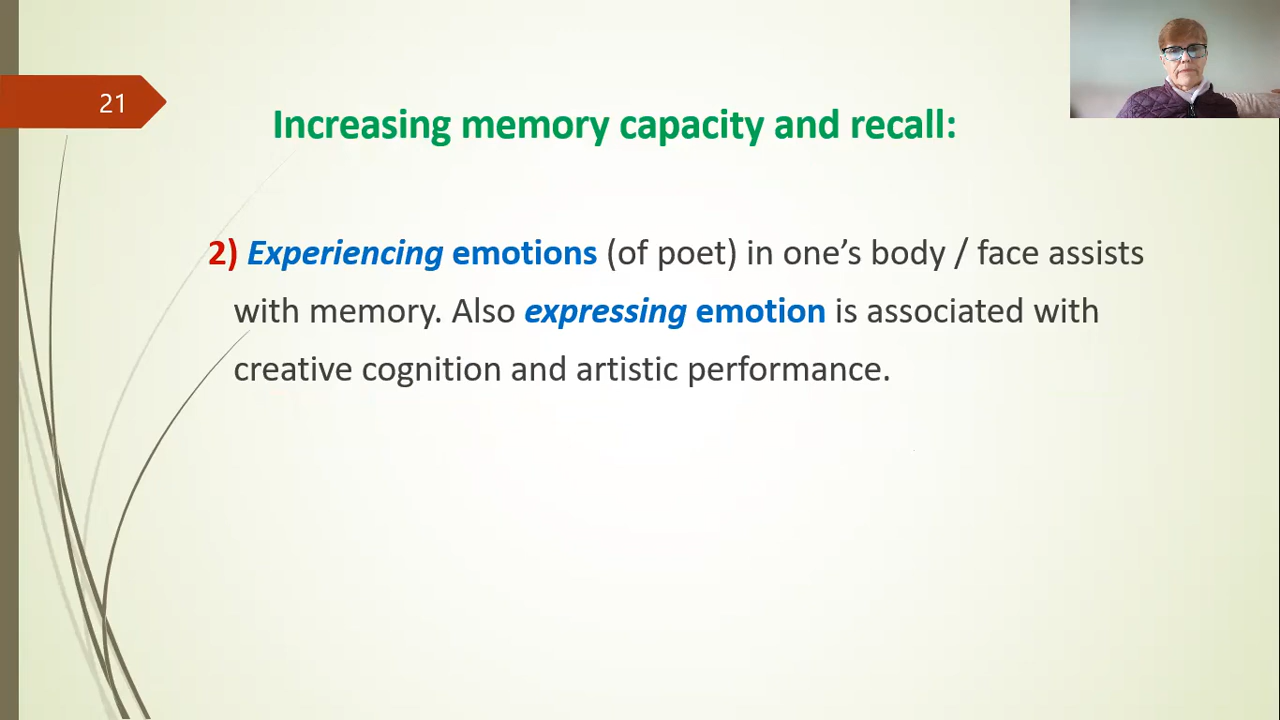 21
Increasing memory capacity and recall:
2) Experiencing emotions (of poet) in one’s body / face assists
with memory. Also expressing emotion is associated with
creative cognition and artistic performance.